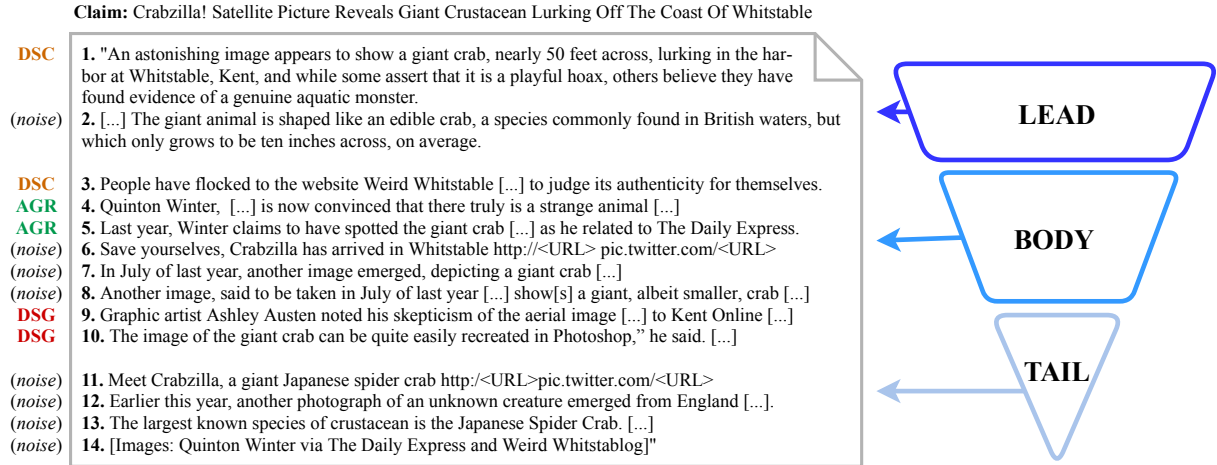 Claim: Crabzilla! Satellite Picture Reveals Giant Crustacean Lurking Off The Coast Of Whitstable
DSC 1. "An astonishing image appears to show a giant crab, nearly 50 feet across, lurking in the har-
bor at Whitstable, Kent, and while some assert that it is a playful hoax, others believe they have
found evidence of a genuine aquatic monster.
(noise) 2. [...] The giant animal is shaped like an edible crab, a species commonly found in British waters, but
which only grows to be ten inches across, on average.
LEAD
DSC 3. People have flocked to the website Weird Whitstable [...] to judge its authenticity for themselves.
AGR 4. Quinton Winter, [...] is now convinced that there truly is a strange animal [...]
AGR 5. Last year, Winter claims to have spotted the giant crab [...] as he related to The Daily Express.
(noise) 6. Save yourselves, Crabzilla has arrived in Whitstable http://<URL> pic.twitter.com/<URL>
(noise) 7. In July of last year, another image emerged, depicting a giant crab [...]
(noise) 8. Another image, said to be taken in July of last year [...] show[s] a giant, albeit smaller, crab [...]
DSG 9. Graphic artist Ashley Austen noted his skepticism of the aerial image [...] to Kent Online [...]
DSG 10. The image of the giant crab can be quite easily recreated in Photoshop,” he said. [...]
BODY
(noise) 11. Meet Crabzilla, a giant Japanese spider crab http:/<URL>pic.twitter.com/<URL>
(noise) 12. Earlier this year, another photograph of an unknown creature emerged from England [...].
(noise) 13. The largest known species of crustacean is the Japanese Spider Crab. [...]
(noise) 14. [Images: Quinton Winter via The Daily Express and Weird Whitstablog]"
TAIL